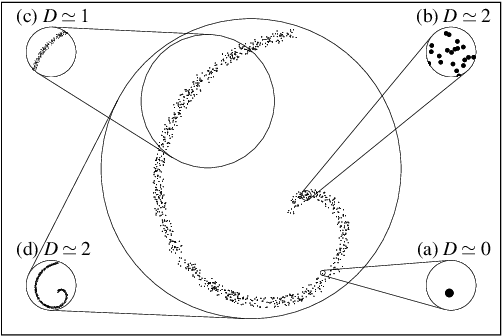 (c) D ≃ 1
(b) D ≃ 2
(d) D ≃ 2
(a) D ≃ 0